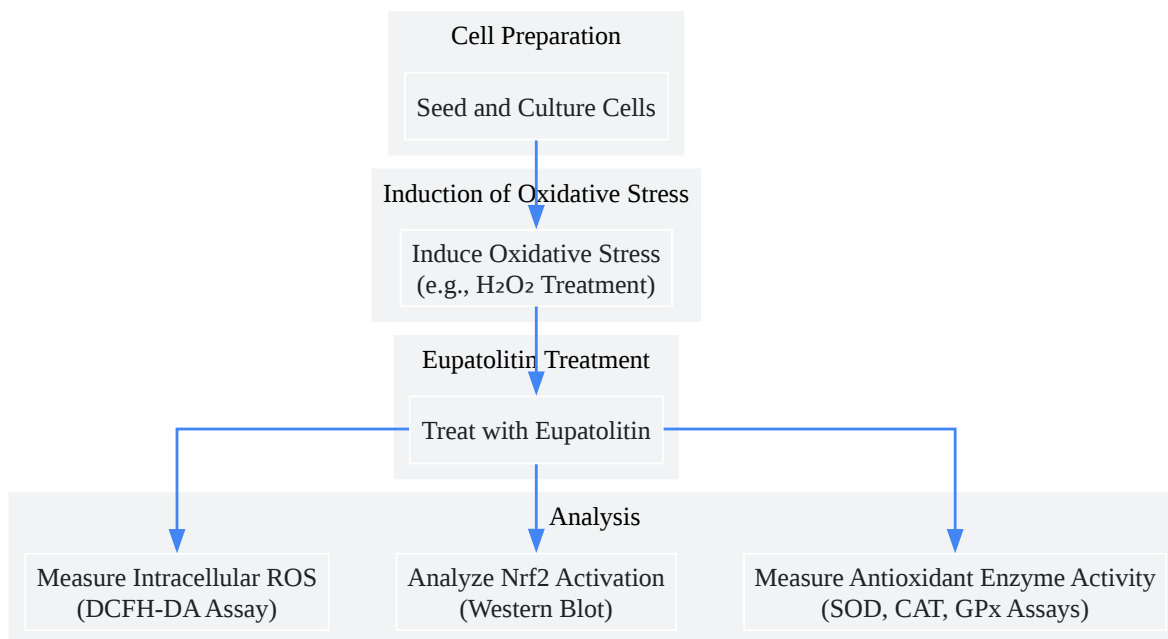 Cell Preparation
Seed and Culture Cells
Induction of Oxidative Stress
Induce Oxidative Stress
(e.g., H₂O₂ Treatment)
Eupatolitin Treatment
Treat with Eupatolitin
Analysis
Measure Intracellular ROS
(DCFH-DA Assay)
Analyze Nrf2 Activation
(Western Blot)
Measure Antioxidant Enzyme Activity
(SOD, CAT, GPx Assays)